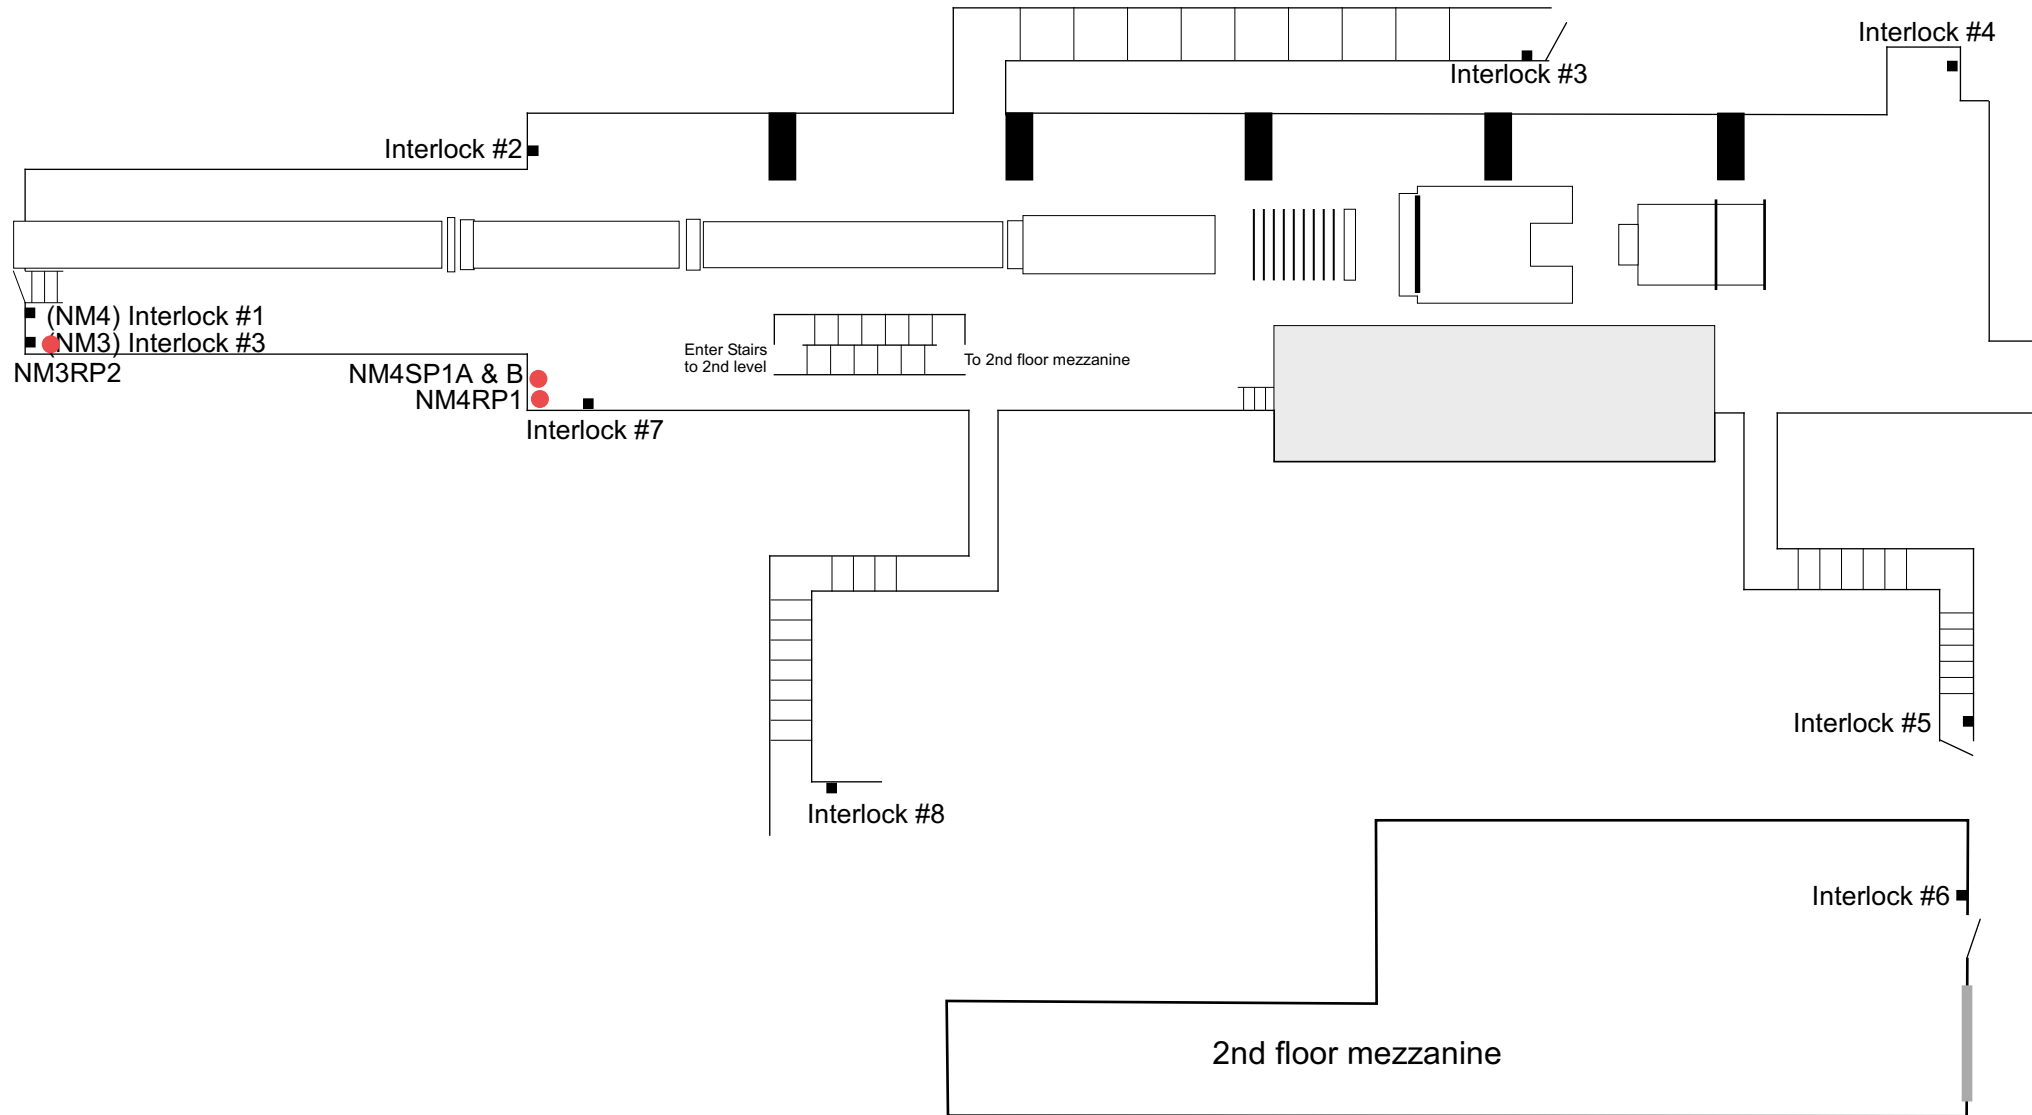 Interlock #4
Interlock #3
Interlock #2
(NM4) Interlock #1
(NM3) Interlock #3
NM3RP2
NM4SP1A & B
NM4RP1
Interlock #7
Enter Stairs
to 2nd level
To 2nd floor mezzanine
Interlock #5
Interlock #8
Interlock #6
2nd floor mezzanine